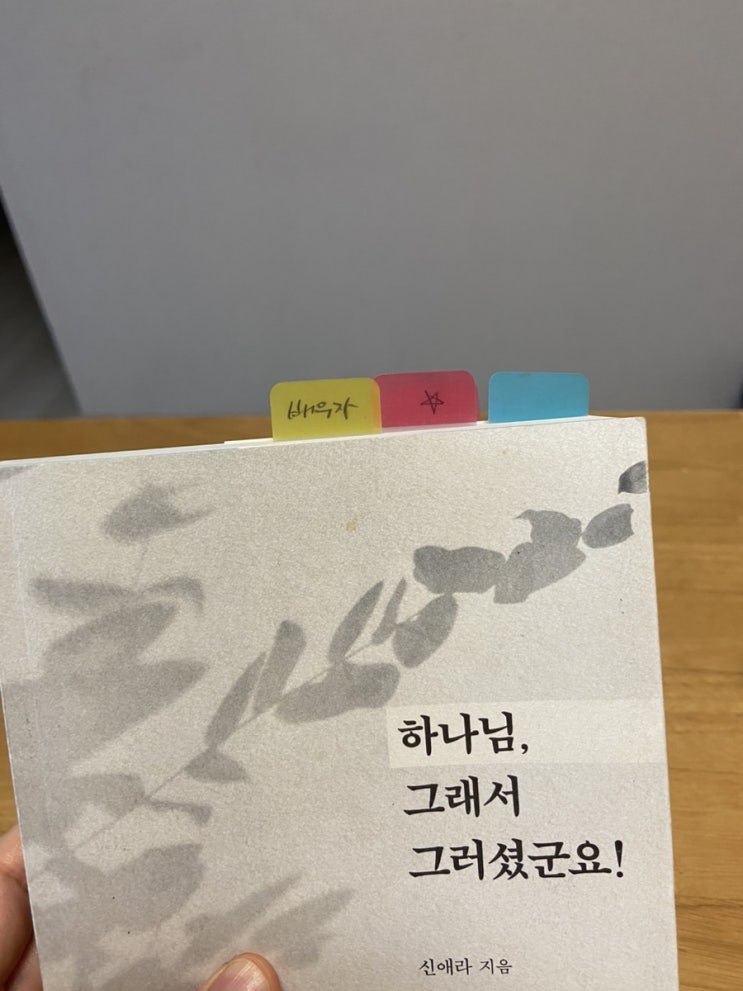 배우자
하나님,
그래서
그러셨군요!
신애라 지음